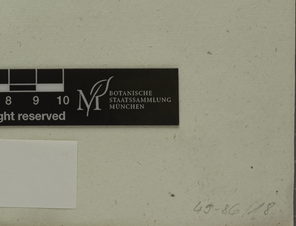 8 9 10
M BOTANISCHE
STAATSSAMMLUNG
MÜNCHEN
ght reserved